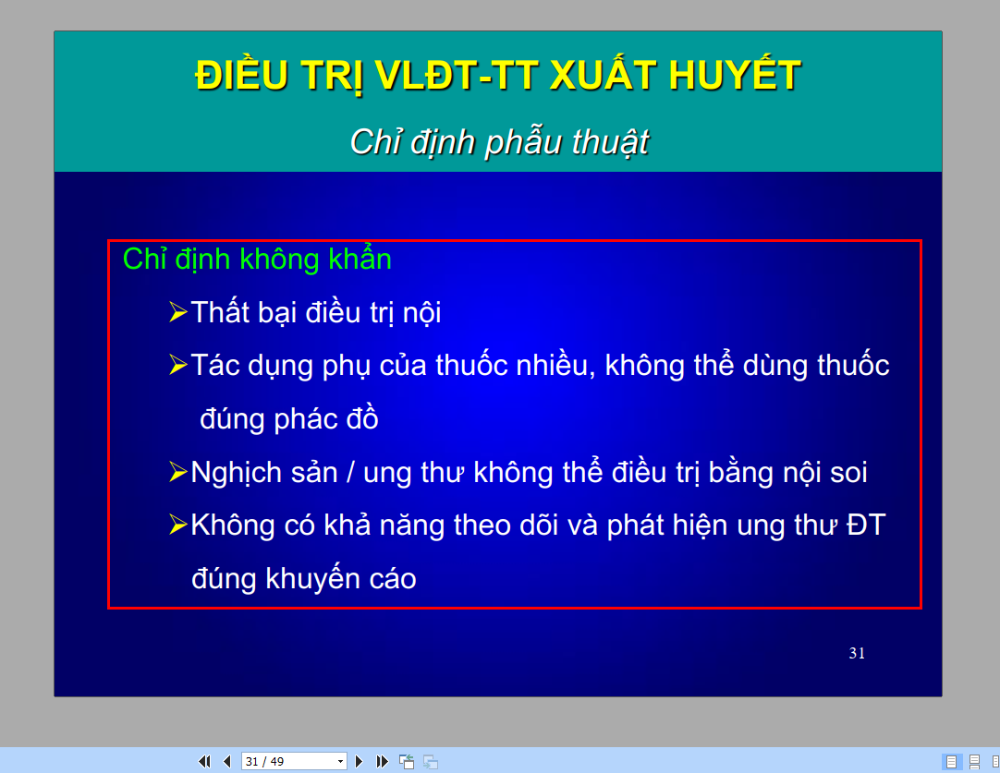 ĐIỀU TRỊ VLĐT-TT XUẤT HUYẾT
Chỉ định phẫu thuật
Chỉ định không khẩn
Thất bại điều trị nội
Tác dụng phụ của thuốc nhiều, không thể dùng thuốc
đúng phác đồ
Nghịch sản / ung thư không thể điều trị bằng nội soi
Không có khả năng theo dõi và phát hiện ung thư ĐT
đúng khuyến cáo
31
31 / 49